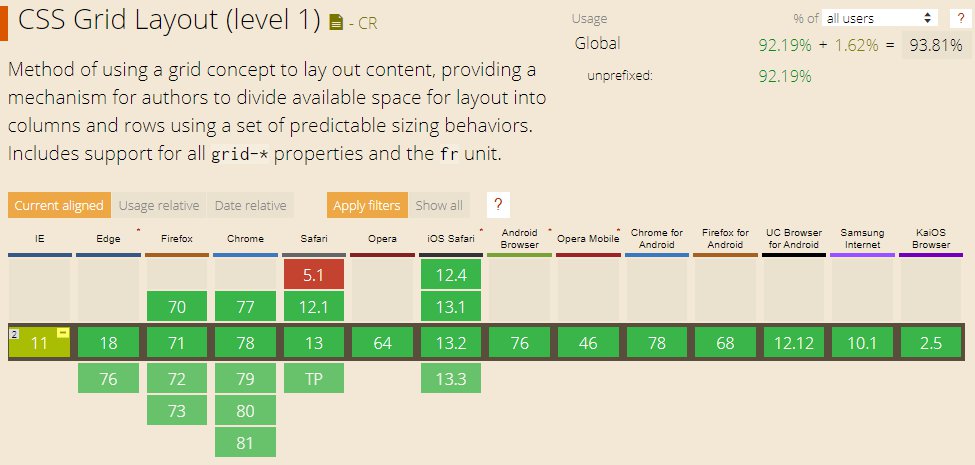 CSS Grid Layout (level 1) - CR
Usage % of all users ?
Global 92.19% + 1.62% = 93.81%
unprefixed: 92.19%
Method of using a grid concept to lay out content, providing a
mechanism for authors to divide available space for layout into
columns and rows using a set of predictable sizing behaviors.
Includes support for all grid-* properties and the fr unit.
Current aligned Usage relative Date relative Apply filters Show all ?
IE Edge * Firefox Chrome Safari Opera iOS Safari * Android Browser * Opera Mobile * Chrome for Android Firefox for Android UC Browser for Android Samsung Internet KaiOS Browser
5.1 12.4
70 77 12.1 13.1
2 11 - 18 71 78 13 64 13.2 76 46 78 68 12.12 10.1 2.5
76 72 79 TP 13.3
73 80
81